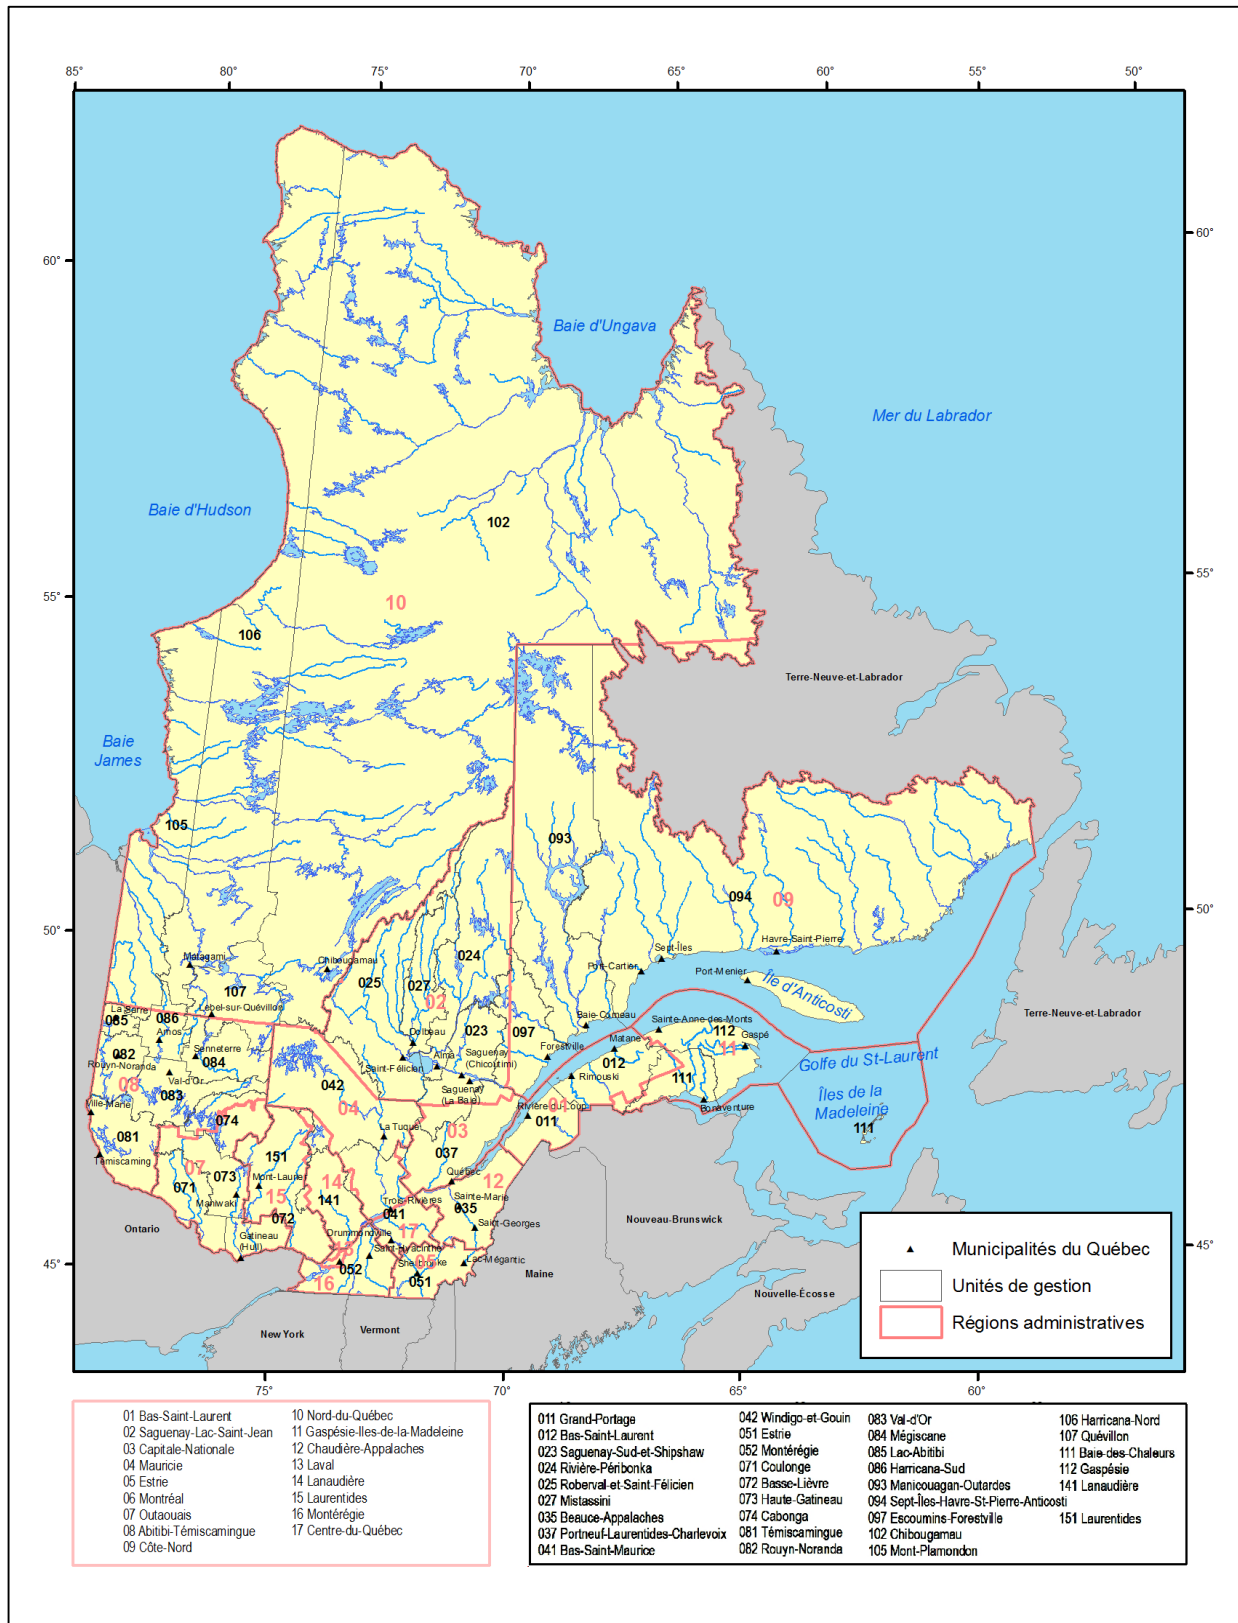 85° 80° 75° 70° 65° 60° 55° 50°
60° 60°
Baie d'Ungava
Mer du Labrador
Baie d'Hudson
102
55° 55°
10
106
Terre-Neuve-et-Labrador
Baie
James
105
093
094
09
50° 50°
024
Havre-Saint-Pierre
Sept-Îles
Matagami
Chibougamau
Port-Cartier
Port-Menier
025
027
107
02
Île d'Anticosti
Lebel-sur-Quévillon
La Sarre
085
086
Baie-Comeau
Sainte-Anne-des-Monts
Terre-Neuve-et-Labrador
023
097
112
Amos
Dolbeau
Matane
Gaspé
11
082
Senneterre
084
Alma
Saguenay
(Chicoutimi)
Forestville
012
Golfe du St-Laurent
Rouyn-Noranda
Saint-Félicien
Rimouski
111
08
Val-d'Or
042
Saguenay
(La Baie)
Îles de la
Madeleine
083
04
01
Ville-Marie
Rivière-du-Loup
Bonaventure
074
011
081
La Tuque
03
111
151
037
Témiscaming
07
073
Mont-Laurier
14
Québec
12
071
Maniwaki
15
141
Trois-Rivières
Sainte-Marie
035
072
041
Ontario
Gatineau
(Hull)
Drummondville
17
Saint-Georges
Nouveau-Brunswick
Saint-Hyacinthe
45° 45°
052
Sherbrooke
05
Lac-Mégantic
16
051
Maine
Nouvelle-Écosse
New York
Vermont
Municipalités du Québec
Unités de gestion
Régions administratives
75° 70° 65° 60°
01 Bas-Saint-Laurent
02 Saguenay-Lac-Saint-Jean
03 Capitale-Nationale
04 Mauricie
05 Estrie
06 Montréal
07 Outaouais
08 Abitibi-Témiscamingue
09 Côte-Nord
10 Nord-du-Québec
11 Gaspésie-Iles-de-la-Madeleine
12 Chaudière-Appalaches
13 Laval
14 Lanaudière
15 Laurentides
16 Montérégie
17 Centre-du-Québec
011 Grand-Portage
012 Bas-Saint-Laurent
023 Saguenay-Sud-et-Shipshaw
024 Rivière-Péribonka
025 Roberval-et-Saint-Félicien
027 Mistassini
035 Beauce-Appalaches
037 Portneuf-Laurentides-Charlevoix
041 Bas-Saint-Maurice
042 Windigo-et-Gouin
051 Estrie
052 Montérégie
071 Coulonge
072 Basse-Lièvre
073 Haute-Gatineau
074 Cabonga
081 Témiscamingue
082 Rouyn-Noranda
083 Val-d'Or
084 Mégiscane
085 Lac-Abitibi
086 Harricana-Sud
093 Manicouagan-Outardes
094 Sept-Îles-Havre-St-Pierre-Anticosti
097 Escoumins-Forestville
102 Chibougamau
105 Mont-Plamondon
106 Harricana-Nord
107 Quévillon
111 Baie-des-Chaleurs
112 Gaspésie
141 Lanaudière
151 Laurentides